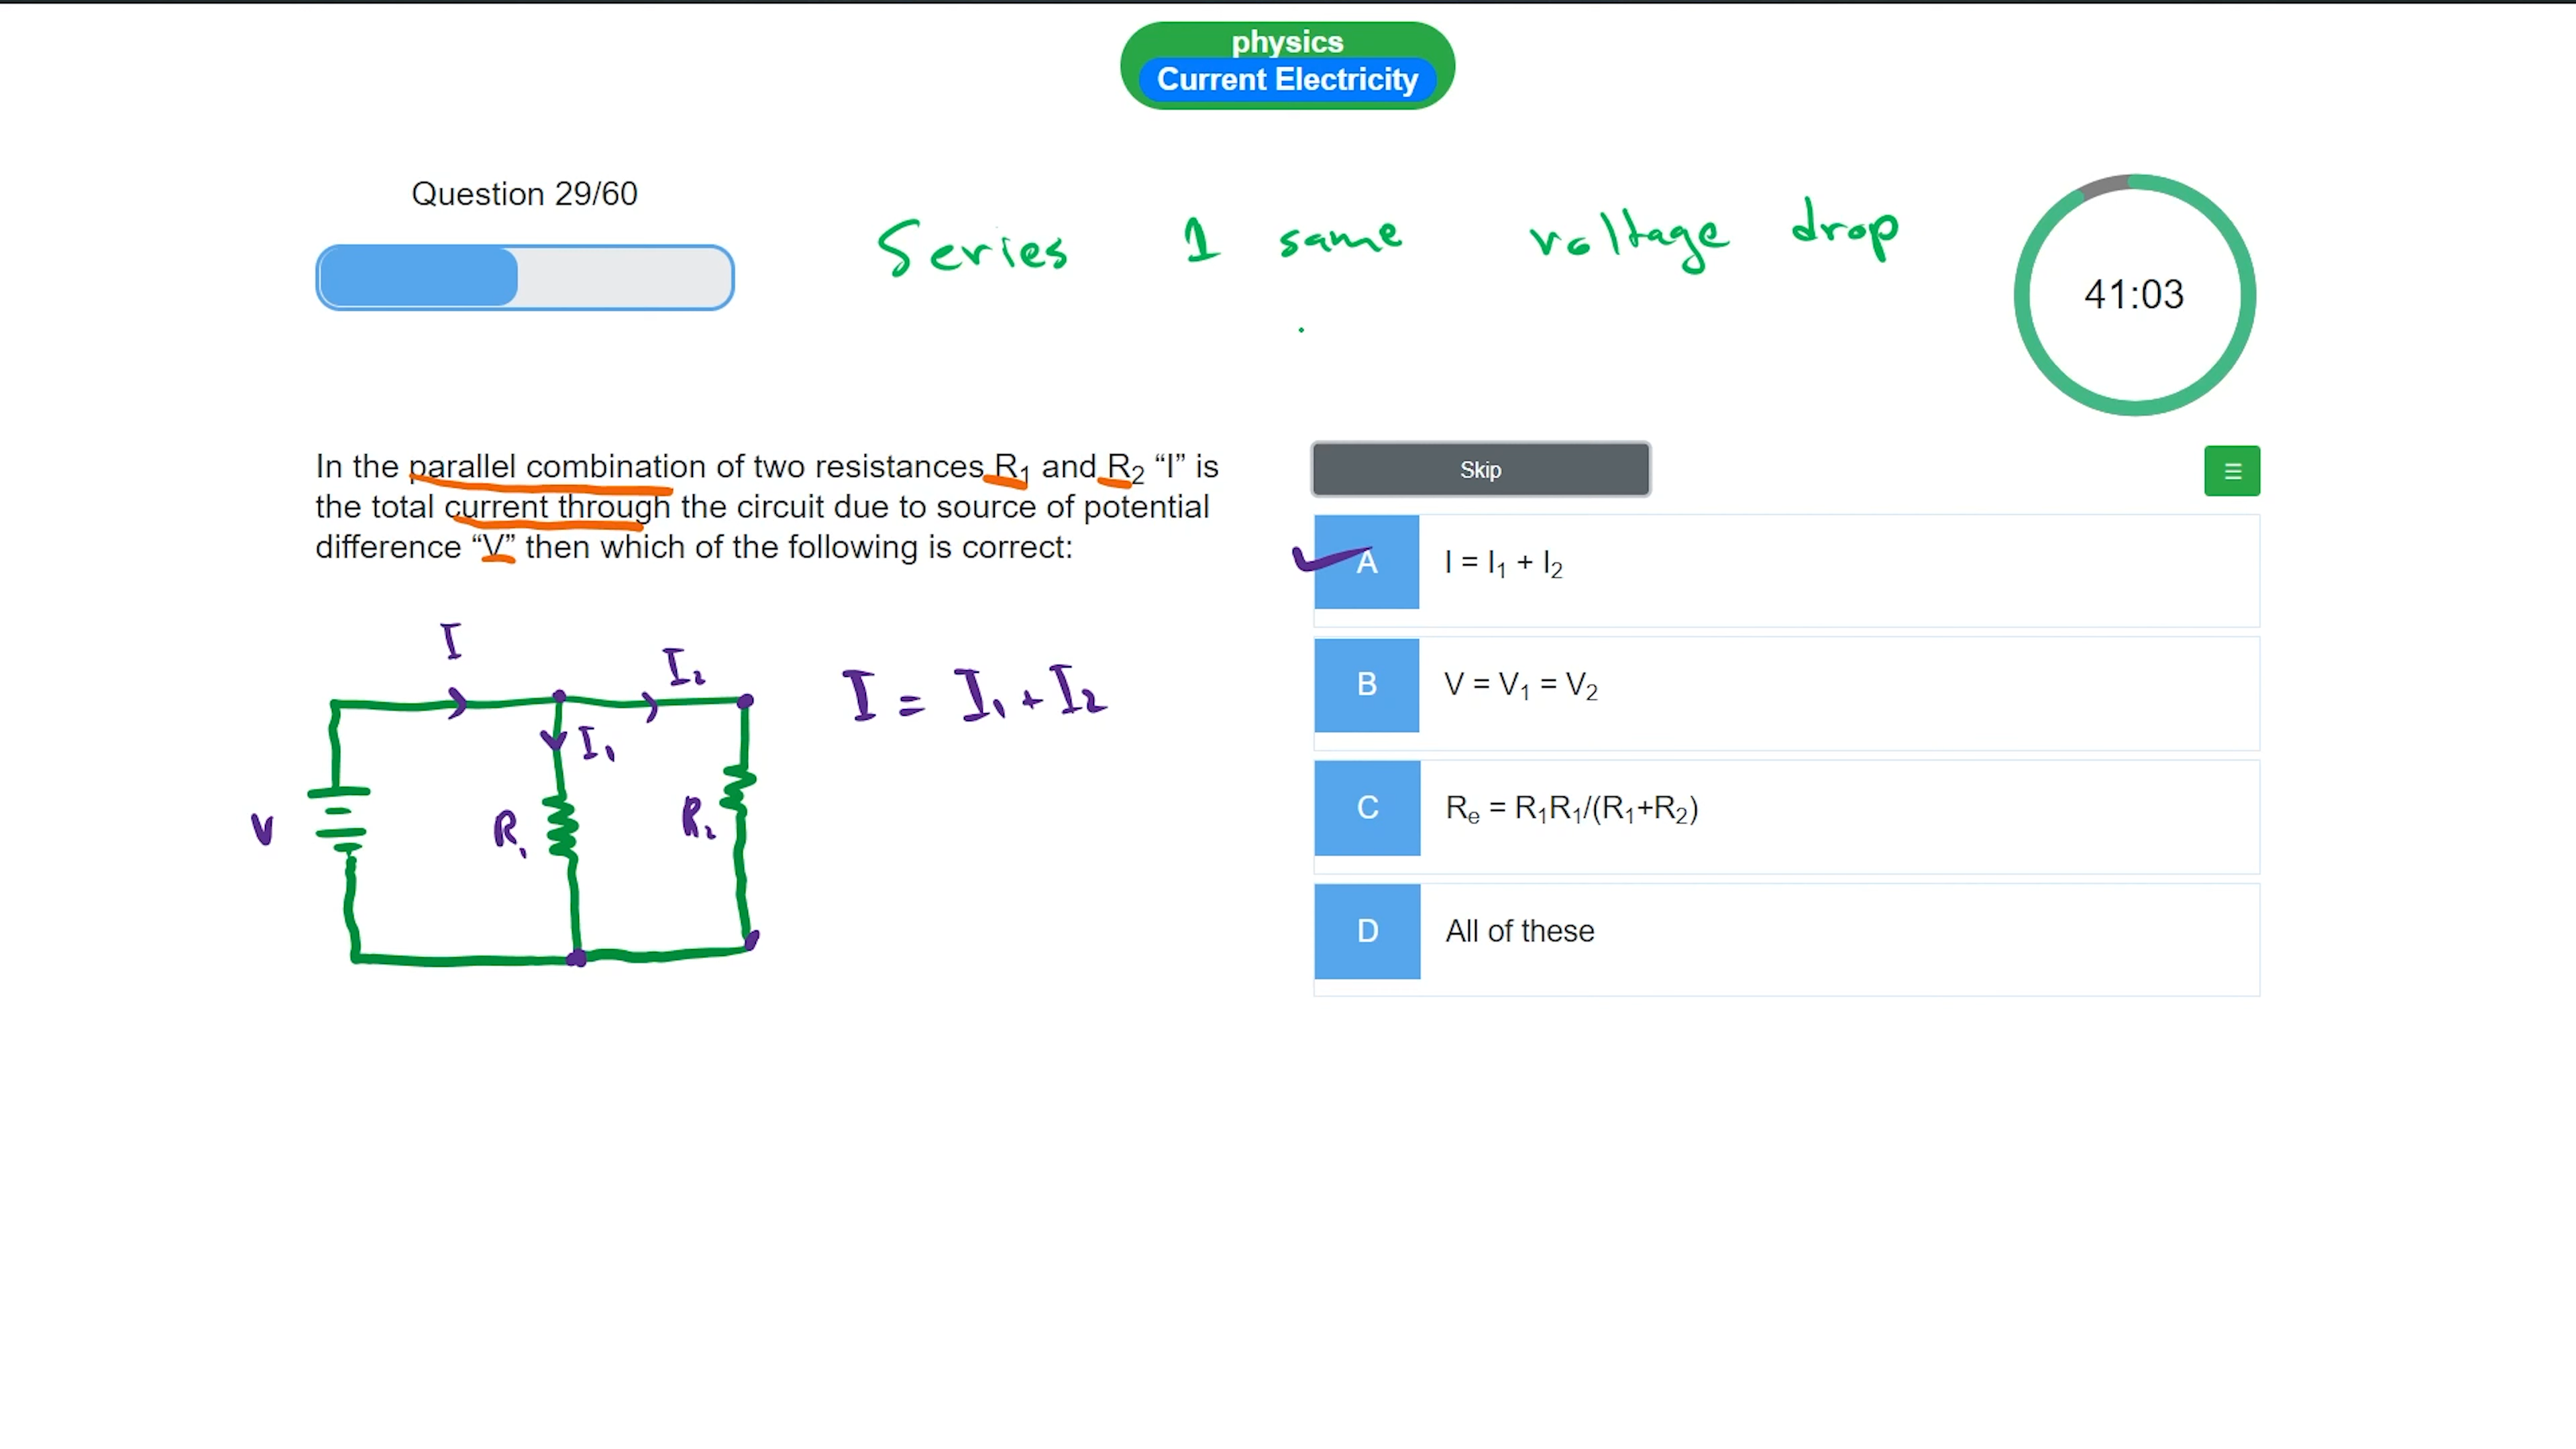 physics
Current Electricity
Question 29/60
Series I same voltage drop
41:03
In the parallel combination of two resistances R₁ and R₂ “I” is
the total current through the circuit due to source of potential
difference “V” then which of the following is correct:
Skip
A I = I₁ + I₂
B V = V₁ = V₂
C Rₑ = R₁R₁/(R₁+R₂)
D All of these
I
I₂
I = I₁ + I₂
I₁
V
R₁
R₂